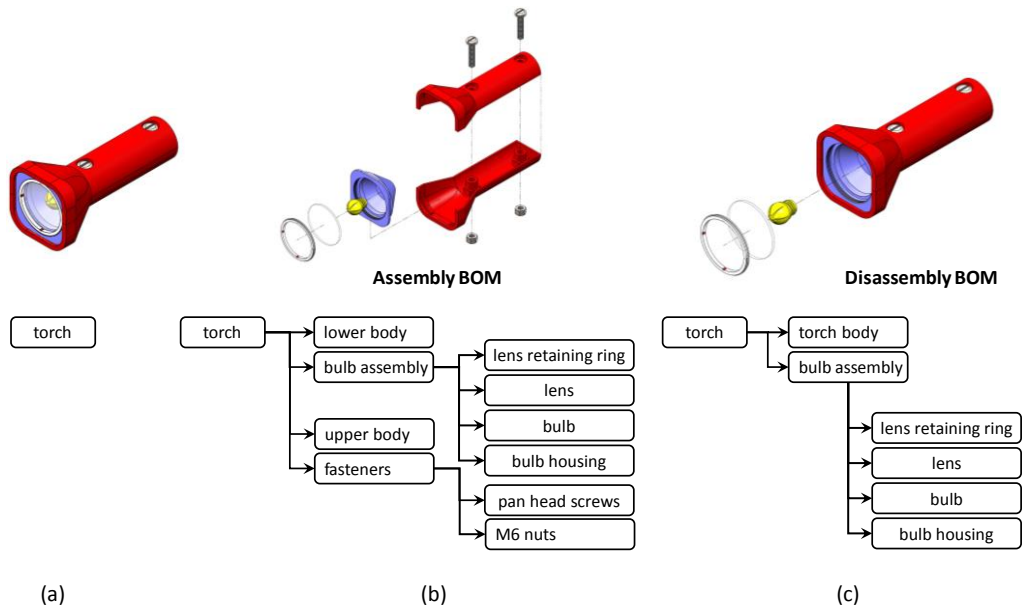 Assembly BOM
Disassembly BOM
torch
torch
lower body
bulb assembly
upper body
fasteners
lens retaining ring
lens
bulb
bulb housing
pan head screws
M6 nuts
torch
torch body
bulb assembly
lens retaining ring
lens
bulb
bulb housing
(a)
(b)
(c)